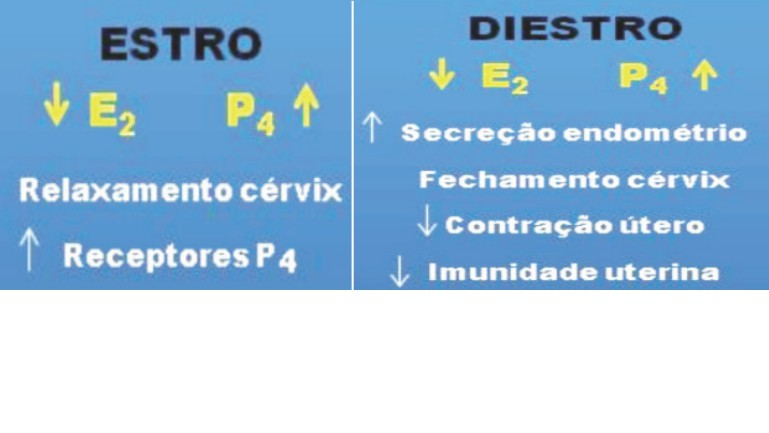 ESTRO
↓ E₂ P₄ ↑
Relaxamento cérvix
↑ Receptores P₄
DIESTRO
↓ E₂ P₄ ↑
↑ Secreção endométrio
Fechamento cérvix
↓ Contração útero
↓ Imunidade uterina